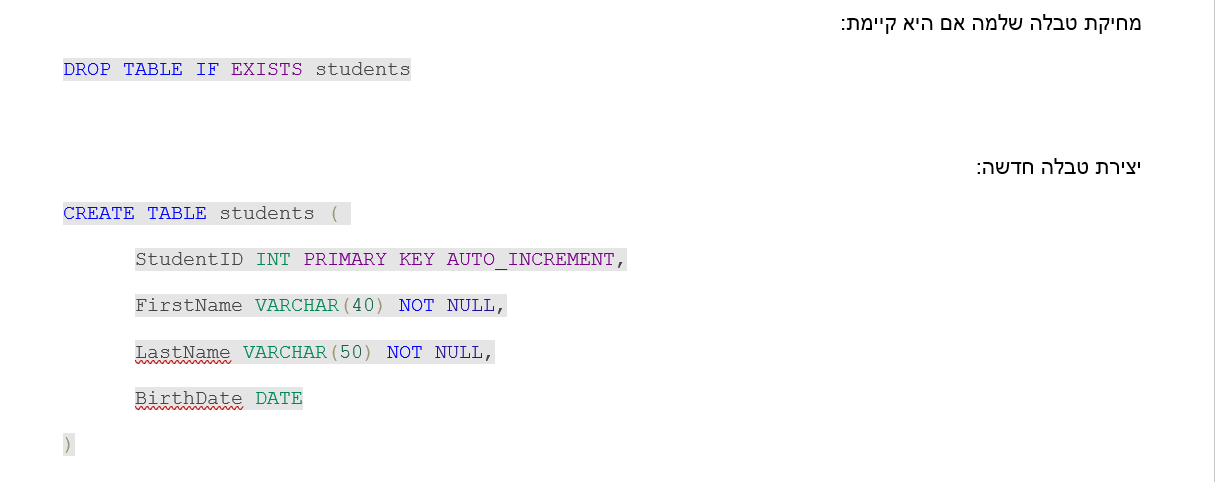 מחיקת טבלה שלמה אם היא קיימת:
DROP TABLE IF EXISTS students
יצירת טבלה חדשה:
CREATE TABLE students (
StudentID INT PRIMARY KEY AUTO_INCREMENT,
FirstName VARCHAR(40) NOT NULL,
LastName VARCHAR(50) NOT NULL,
BirthDate DATE
)